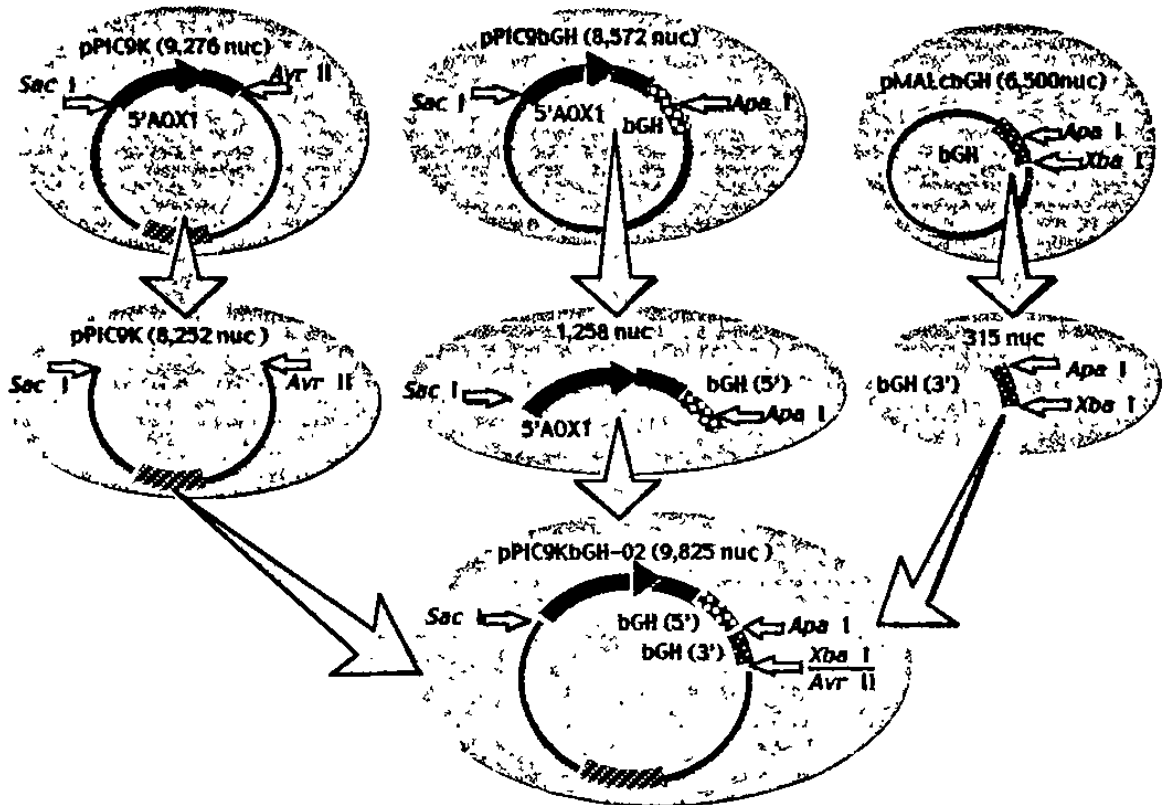 pPIC9K (9,276 nuc)
Sac I
Avr II
5'AOX1
pPIC9bGH (8,572 nuc)
Sac I
5'AOX1
bGH
Apa I
pMALcbGH (6,500nuc)
bGH
Apa I
Xba I
pPIC9K (8,252 nuc)
Sac I
Avr II
1,258 nuc
Sac I
5'AOX1
bGH (5')
Apa I
315 nuc
bGH (3')
Apa I
Xba I
pPIC9KbGH-02 (9,825 nuc)
Sac I
bGH (5')
bGH (3')
Apa I
Xba I
Avr II